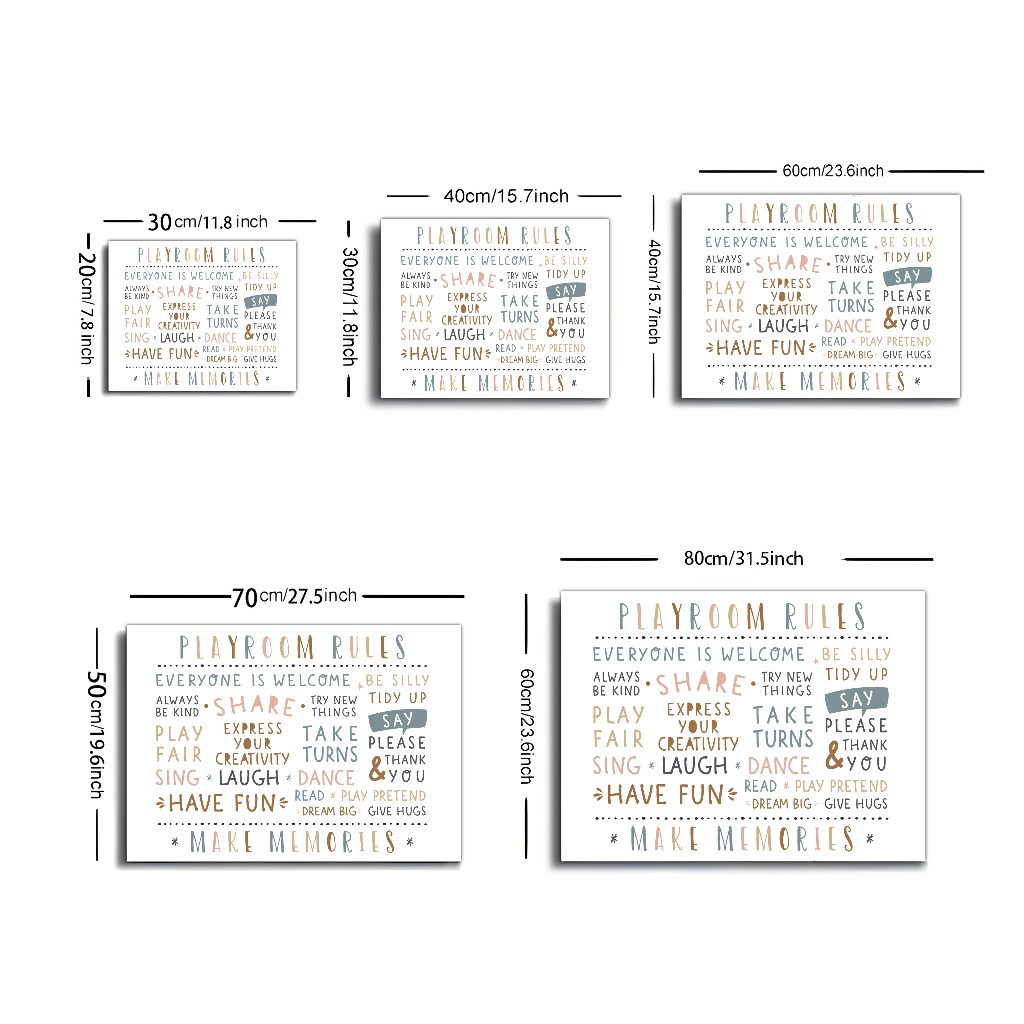 30cm/11.8 inch
20cm/7.8 inch
PLAYROOM RULES
EVERYONE IS WELCOME
BE SILLY
ALWAYS BE KIND
• SHARE •
TRY NEW THINGS
TIDY UP
PLAY FAIR
EXPRESS YOUR CREATIVITY
TAKE TURNS
SAY
PLEASE
& THANK YOU
SING * LAUGH * DANCE
HAVE FUN
READ * PLAY PRETEND
DREAM BIG
GIVE HUGS
* MAKE MEMORIES *
40cm/15.7inch
30cm/11.8inch
PLAYROOM RULES
EVERYONE IS WELCOME
BE SILLY
ALWAYS BE KIND
• SHARE •
TRY NEW THINGS
TIDY UP
PLAY FAIR
EXPRESS YOUR CREATIVITY
TAKE TURNS
SAY
PLEASE
& THANK YOU
SING * LAUGH * DANCE
HAVE FUN
READ * PLAY PRETEND
DREAM BIG
GIVE HUGS
* MAKE MEMORIES *
60cm/23.6inch
40cm/15.7inch
PLAYROOM RULES
EVERYONE IS WELCOME
BE SILLY
ALWAYS BE KIND
• SHARE •
TRY NEW THINGS
TIDY UP
PLAY FAIR
EXPRESS YOUR CREATIVITY
TAKE TURNS
SAY
PLEASE
& THANK YOU
SING * LAUGH * DANCE
HAVE FUN
READ * PLAY PRETEND
DREAM BIG
GIVE HUGS
* MAKE MEMORIES *
70cm/27.5inch
50cm/19.6inch
PLAYROOM RULES
EVERYONE IS WELCOME
BE SILLY
ALWAYS BE KIND
• SHARE •
TRY NEW THINGS
TIDY UP
PLAY FAIR
EXPRESS YOUR CREATIVITY
TAKE TURNS
SAY
PLEASE
& THANK YOU
SING * LAUGH * DANCE
HAVE FUN
READ * PLAY PRETEND
DREAM BIG
GIVE HUGS
* MAKE MEMORIES *
80cm/31.5inch
60cm/23.6inch
PLAYROOM RULES
EVERYONE IS WELCOME
BE SILLY
ALWAYS BE KIND
• SHARE •
TRY NEW THINGS
TIDY UP
PLAY FAIR
EXPRESS YOUR CREATIVITY
TAKE TURNS
SAY
PLEASE
& THANK YOU
SING * LAUGH * DANCE
HAVE FUN
READ * PLAY PRETEND
DREAM BIG
GIVE HUGS
* MAKE MEMORIES *